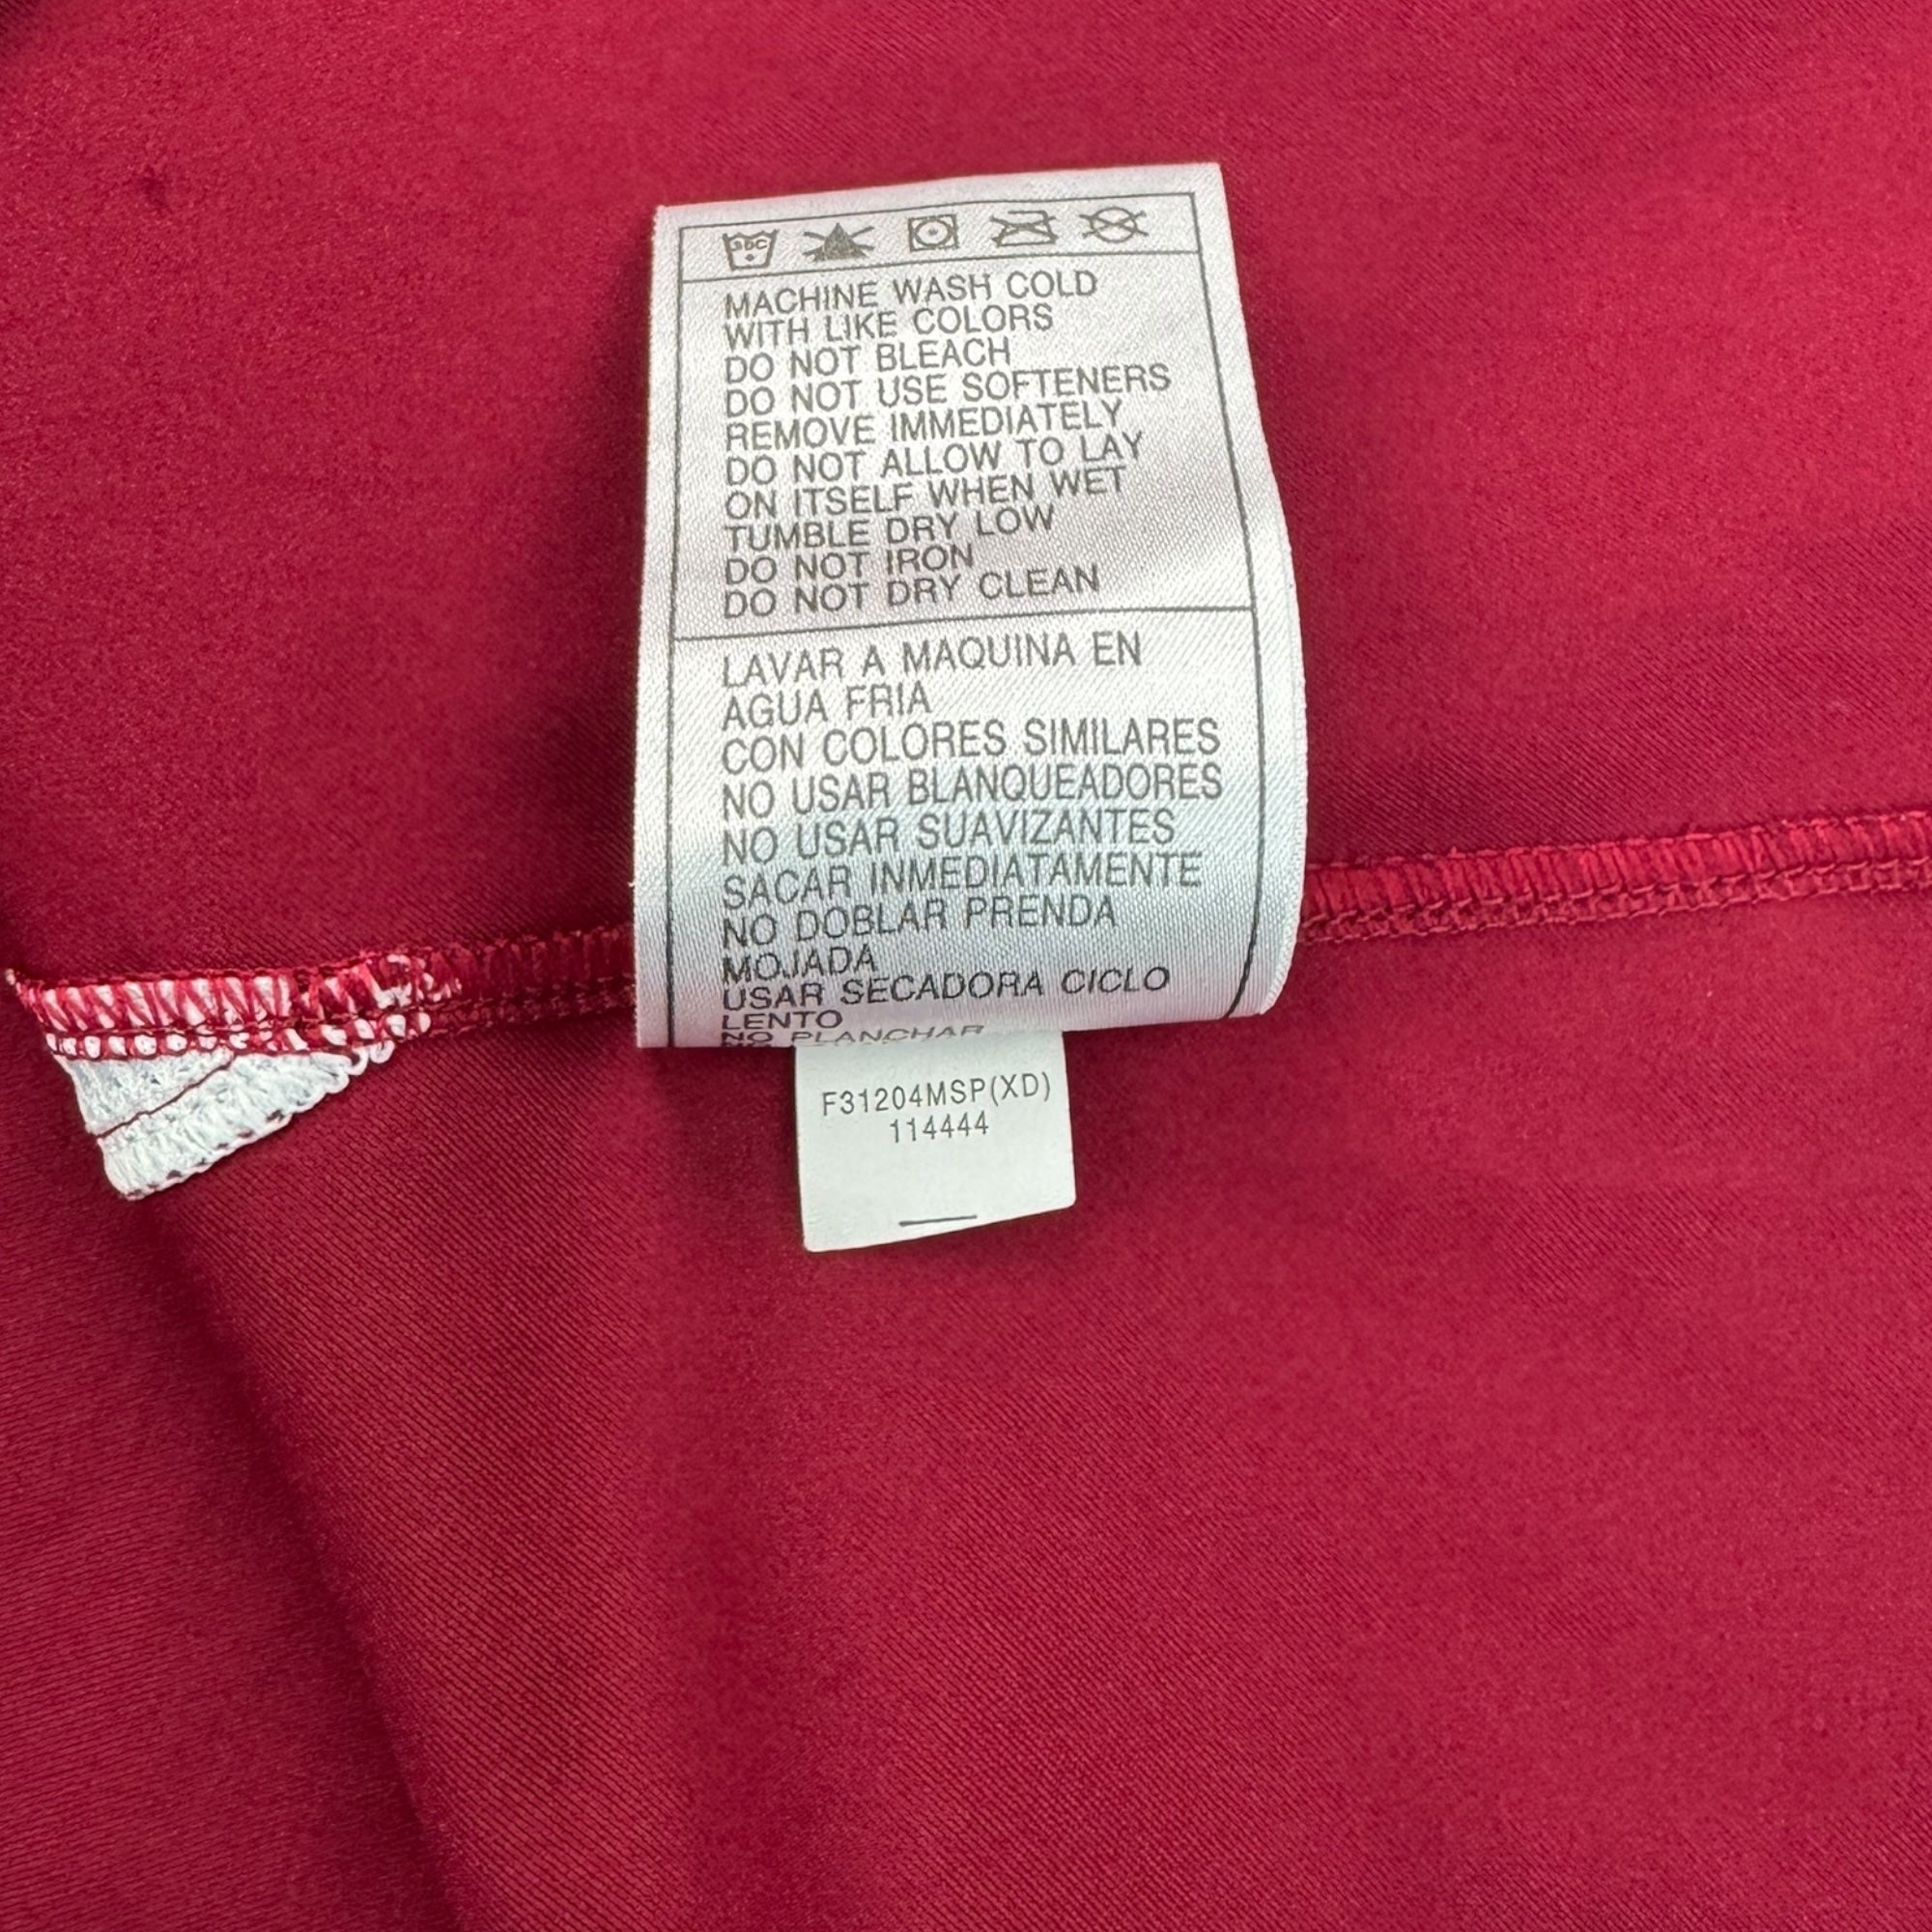 30C
MACHINE WASH COLD
WITH LIKE COLORS
DO NOT BLEACH
DO NOT USE SOFTENERS
REMOVE IMMEDIATELY
DO NOT ALLOW TO LAY
ON ITSELF WHEN WET
TUMBLE DRY LOW
DO NOT IRON
DO NOT DRY CLEAN
LAVAR A MAQUINA EN
AGUA FRIA
CON COLORES SIMILARES
NO USAR BLANQUEADORES
NO USAR SUAVIZANTES
SACAR INMEDIATAMENTE
NO DOBLAR PRENDA
MOJADA
USAR SECADORA CICLO
LENTO
NO PLANCHAR
F31204MSP(XD)
114444